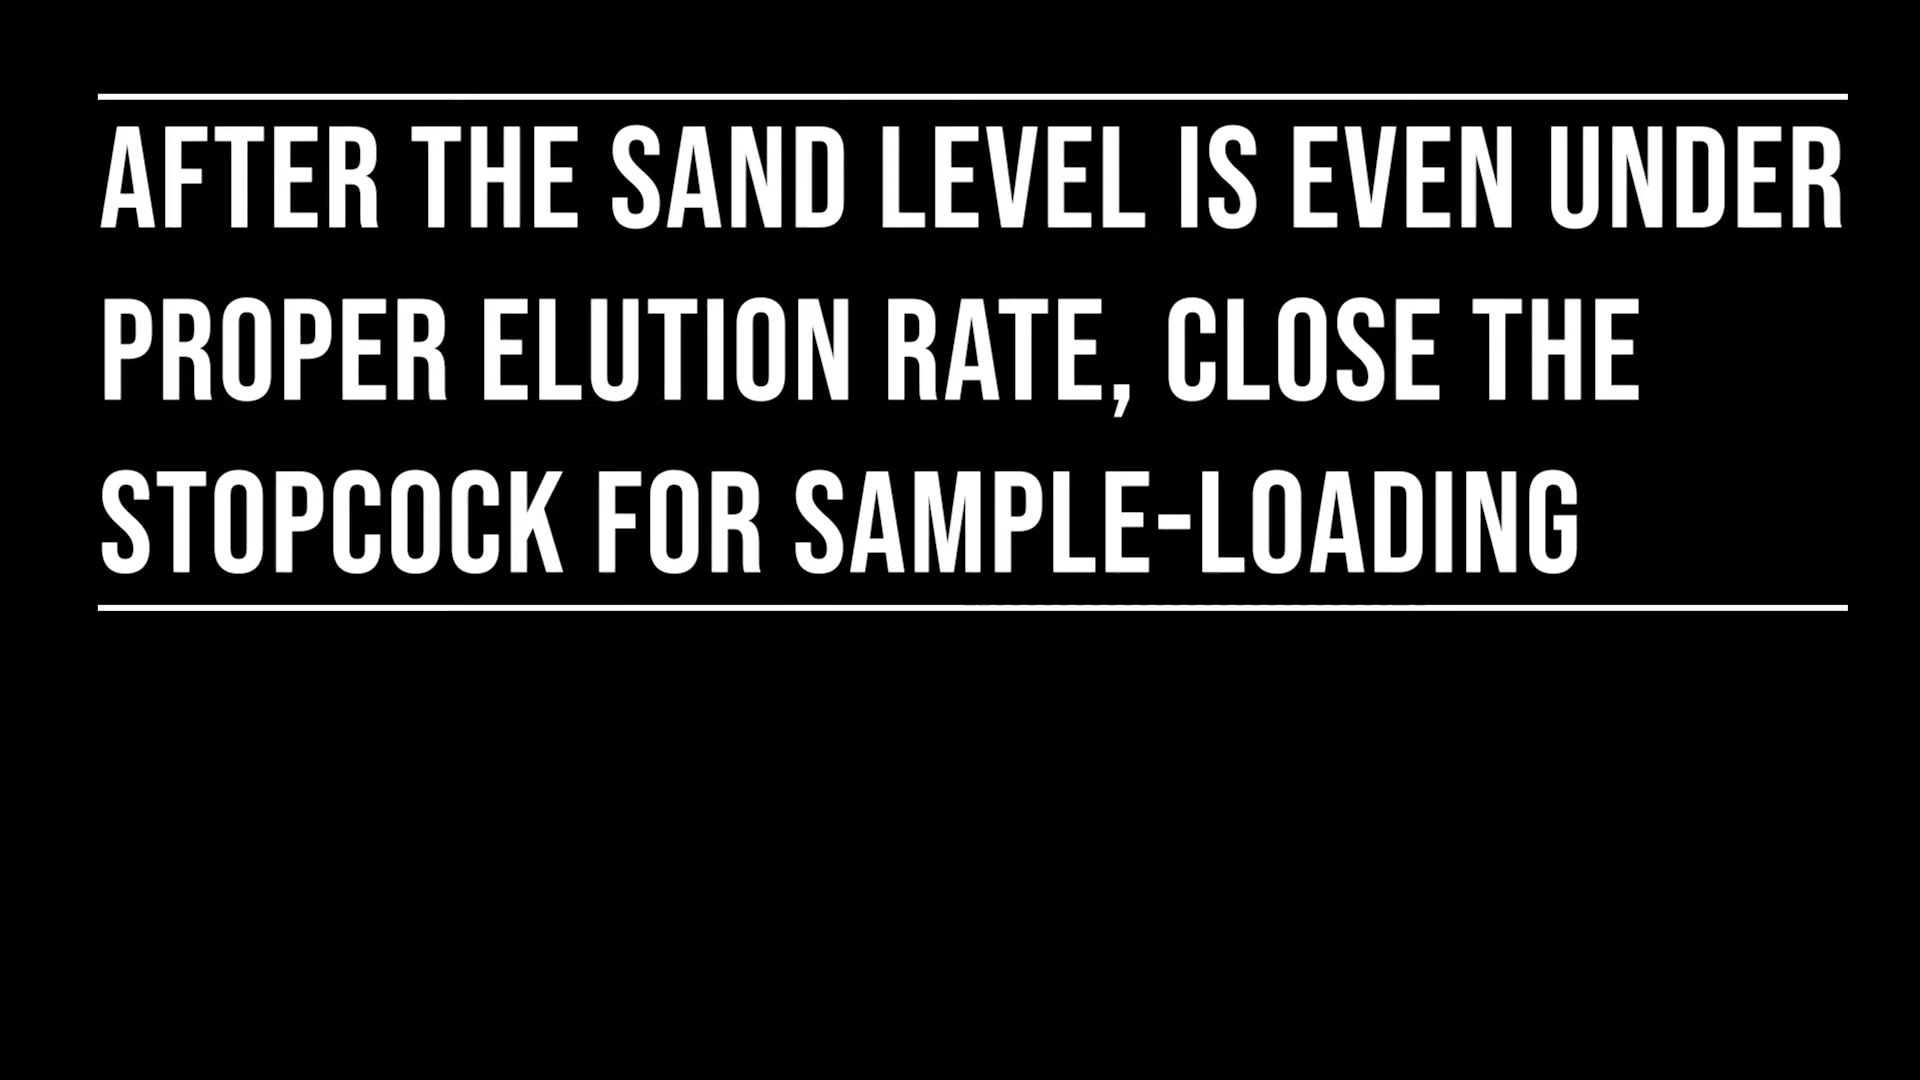 AFTER THE SAND LEVEL IS EVEN UNDER
PROPER ELUTION RATE, CLOSE THE
STOPCOCK FOR SAMPLE-LOADING